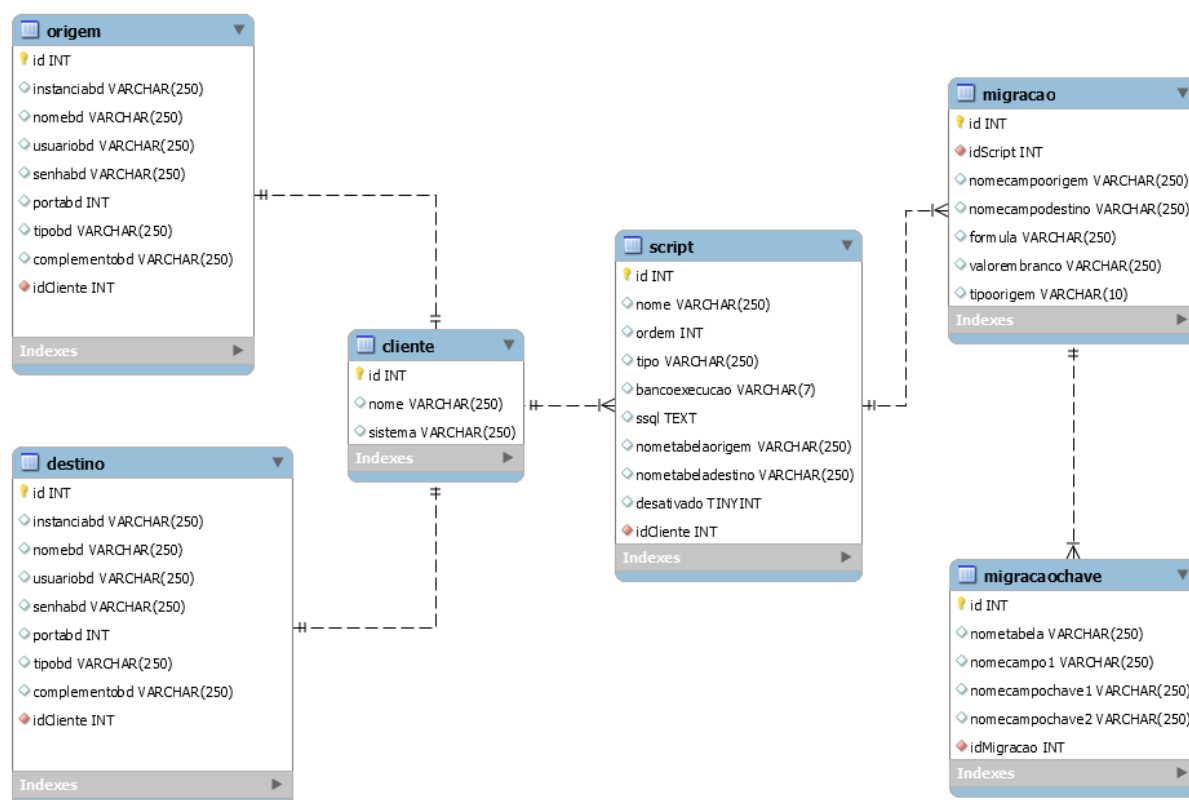 origem
id INT
instanciabd VARCHAR(250)
nomebd VARCHAR(250)
usuariobd VARCHAR(250)
senhabd VARCHAR(250)
portabd INT
tipobd VARCHAR(250)
complementobd VARCHAR(250)
idCliente INT
Indexes
destino
id INT
instanciabd VARCHAR(250)
nomebd VARCHAR(250)
usuariobd VARCHAR(250)
senhabd VARCHAR(250)
portabd INT
tipobd VARCHAR(250)
complementobd VARCHAR(250)
idCliente INT
Indexes
cliente
id INT
nome VARCHAR(250)
sistema VARCHAR(250)
Indexes
script
id INT
nome VARCHAR(250)
ordem INT
tipo VARCHAR(250)
bancoexecucao VARCHAR(7)
ssql TEXT
nometabelaorigem VARCHAR(250)
nometabeladestino VARCHAR(250)
desativado TINYINT
idCliente INT
Indexes
migracao
id INT
idScript INT
nomecampoorigem VARCHAR(250)
nomecampodestino VARCHAR(250)
formula VARCHAR(250)
valorembranco VARCHAR(250)
tipoorigem VARCHAR(10)
Indexes
migracaochave
id INT
nometabela VARCHAR(250)
nomecampo1 VARCHAR(250)
nomecampochave1 VARCHAR(250)
nomecampochave2 VARCHAR(250)
idMigracao INT
Indexes